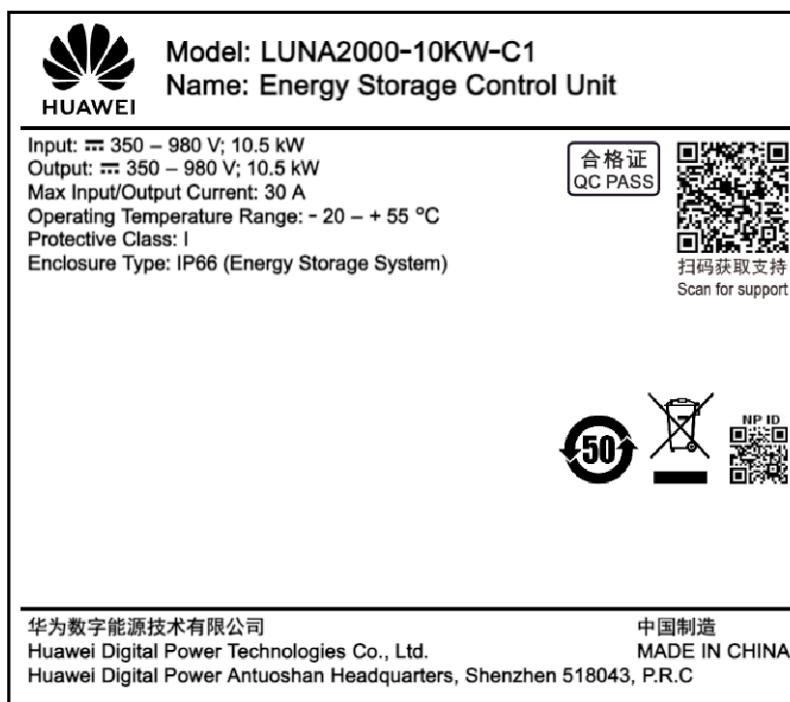 HUAWEI
Model: LUNA2000-10KW-C1
Name: Energy Storage Control Unit
Input: ⎓ 350 – 980 V; 10.5 kW
Output: ⎓ 350 – 980 V; 10.5 kW
Max Input/Output Current: 30 A
Operating Temperature Range: - 20 – + 55 °C
Protective Class: I
Enclosure Type: IP66 (Energy Storage System)
合格证
QC PASS
扫码获取支持
Scan for support
50
NP ID
华为数字能源技术有限公司
Huawei Digital Power Technologies Co., Ltd.
Huawei Digital Power Antuoshan Headquarters, Shenzhen 518043, P.R.C
中国制造
MADE IN CHINA